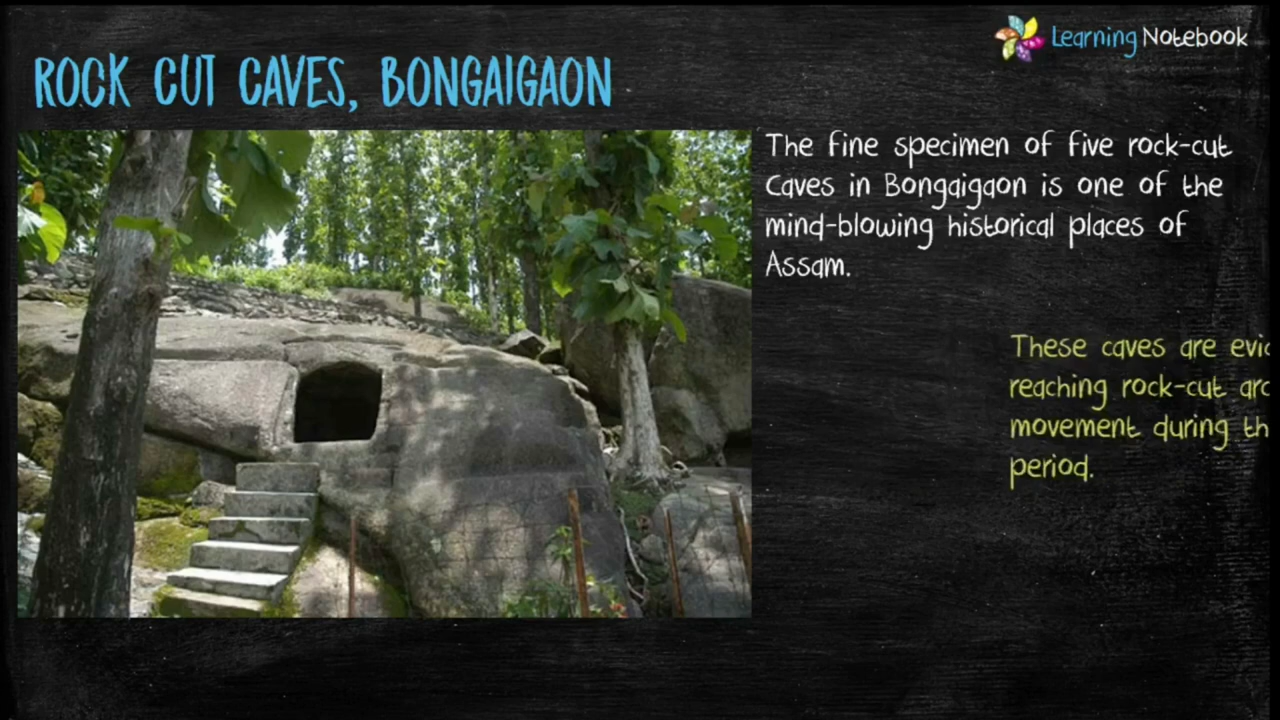 Learning Notebook
ROCK CUT CAVES, BONGAIGAON
The fine specimen of five rock-cut
Caves in Bongaigaon is one of the
mind-blowing historical places of
Assam.
These caves are
reaching rock-cut
movement during
period.